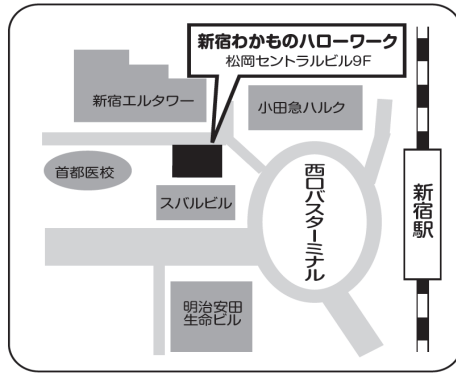 新宿わかものハローワーク
松岡セントラルビル9F
新宿エルタワー
小田急ハルク
首都医校
スバルビル
西口バスターミナル
新宿駅
明治安田
生命ビル